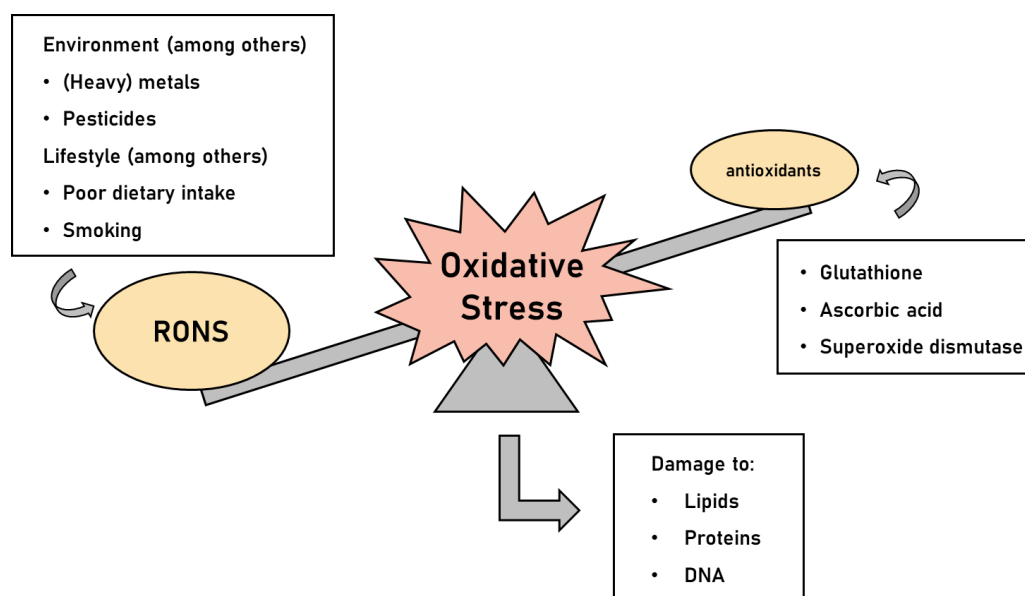 Environment (among others)
• (Heavy) metals
• Pesticides
Lifestyle (among others)
• Poor dietary intake
• Smoking
antioxidants
Oxidative
Stress
RONS
• Glutathione
• Ascorbic acid
• Superoxide dismutase
Damage to:
• Lipids
• Proteins
• DNA